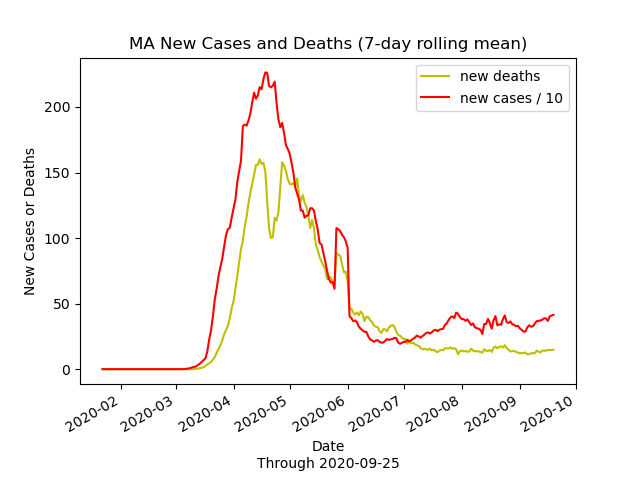 MA New Cases and Deaths (7-day rolling mean)
new deaths
new cases / 10
New Cases or Deaths
200
150
100
50
0
2020-02
2020-03
2020-04
2020-05
2020-06
2020-07
2020-08
2020-09
2020-10
Date
Through 2020-09-25